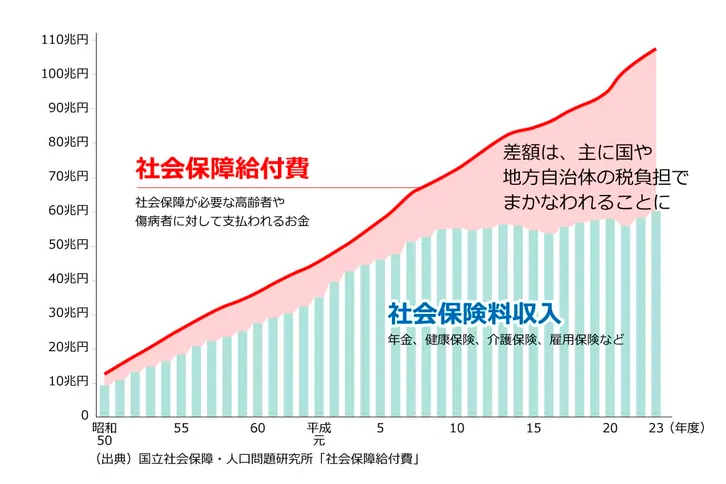 110兆円
100兆円
90兆円
80兆円
70兆円
60兆円
50兆円
40兆円
30兆円
20兆円
10兆円
0
社会保障給付費
社会保障が必要な高齢者や
傷病者に対して支払われるお金
差額は、主に国や
地方自治体の税負担で
まかなわれることに
社会保険料収入
年金、健康保険、介護保険、雇用保険など
昭和 55 60 平成 5 10 15 20 23（年度）
50 元
（出典）国立社会保障・人口問題研究所「社会保障給付費」